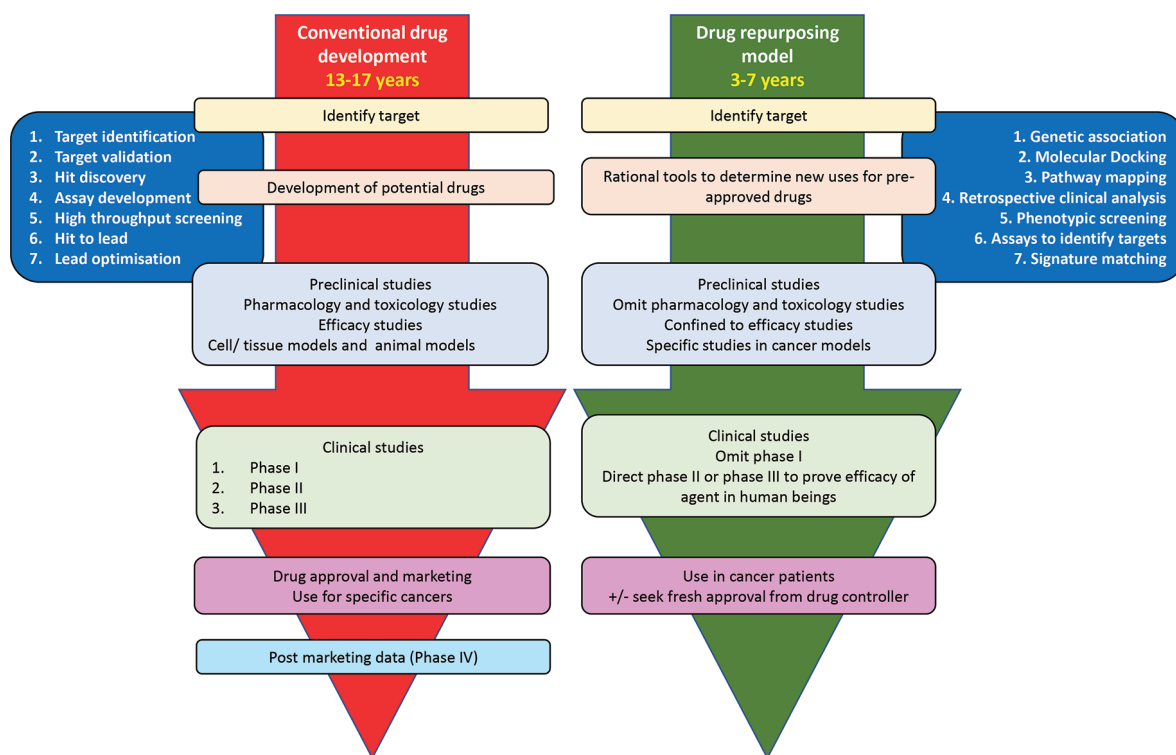 Conventional drug
development
13-17 years
Identify target
1. Target identification
2. Target validation
3. Hit discovery
4. Assay development
5. High throughput screening
6. Hit to lead
7. Lead optimisation
Development of potential drugs
Preclinical studies
Pharmacology and toxicology studies
Efficacy studies
Cell/ tissue models and animal models
Clinical studies
1. Phase I
2. Phase II
3. Phase III
Drug approval and marketing
Use for specific cancers
Post marketing data (Phase IV)
Drug repurposing
model
3-7 years
Identify target
Rational tools to determine new uses for pre-
approved drugs
1. Genetic association
2. Molecular Docking
3. Pathway mapping
4. Retrospective clinical analysis
5. Phenotypic screening
6. Assays to identify targets
7. Signature matching
Preclinical studies
Omit pharmacology and toxicology studies
Confined to efficacy studies
Specific studies in cancer models
Clinical studies
Omit phase I
Direct phase II or phase III to prove efficacy of
agent in human beings
Use in cancer patients
+/- seek fresh approval from drug controller